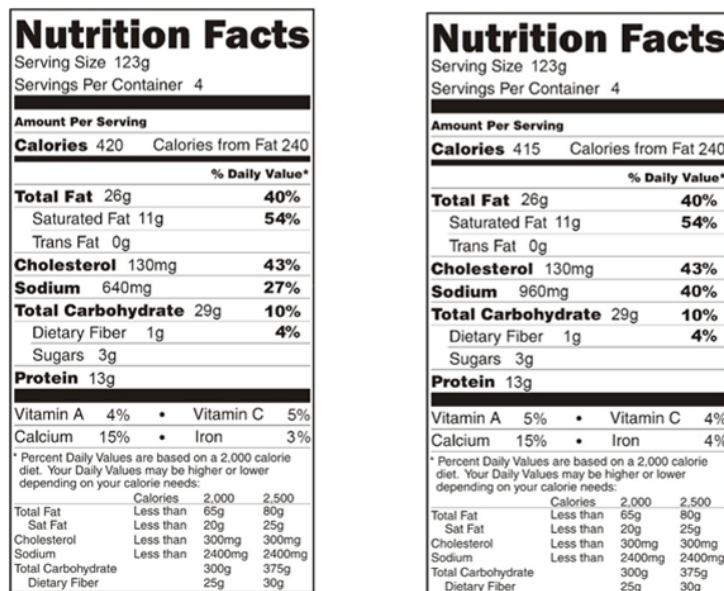 Nutrition Facts
Serving Size 123g
Servings Per Container 4
Amount Per Serving
Calories 420 Calories from Fat 240
% Daily Value*
Total Fat 26g 40%
Saturated Fat 11g 54%
Trans Fat 0g
Cholesterol 130mg 43%
Sodium 640mg 27%
Total Carbohydrate 29g 10%
Dietary Fiber 1g 4%
Sugars 3g
Protein 13g
Vitamin A 4% • Vitamin C 5%
Calcium 15% • Iron 3%
* Percent Daily Values are based on a 2,000 calorie
diet. Your Daily Values may be higher or lower
depending on your calorie needs:
Calories 2,000 2,500
Total Fat Less than 65g 80g
Sat Fat Less than 20g 25g
Cholesterol Less than 300mg 300mg
Sodium Less than 2400mg 2400mg
Total Carbohydrate 300g 375g
Dietary Fiber 25g 30g
Nutrition Facts
Serving Size 123g
Servings Per Container 4
Amount Per Serving
Calories 415 Calories from Fat 240
% Daily Value*
Total Fat 26g 40%
Saturated Fat 11g 54%
Trans Fat 0g
Cholesterol 130mg 43%
Sodium 960mg 40%
Total Carbohydrate 29g 10%
Dietary Fiber 1g 4%
Sugars 3g
Protein 13g
Vitamin A 5% • Vitamin C 4%
Calcium 15% • Iron 4%
* Percent Daily Values are based on a 2,000 calorie
diet. Your Daily Values may be higher or lower
depending on your calorie needs:
Calories 2,000 2,500
Total Fat Less than 65g 80g
Sat Fat Less than 20g 25g
Cholesterol Less than 300mg 300mg
Sodium Less than 2400mg 2400mg
Total Carbohydrate 300g 375g
Dietary Fiber 25g 30g